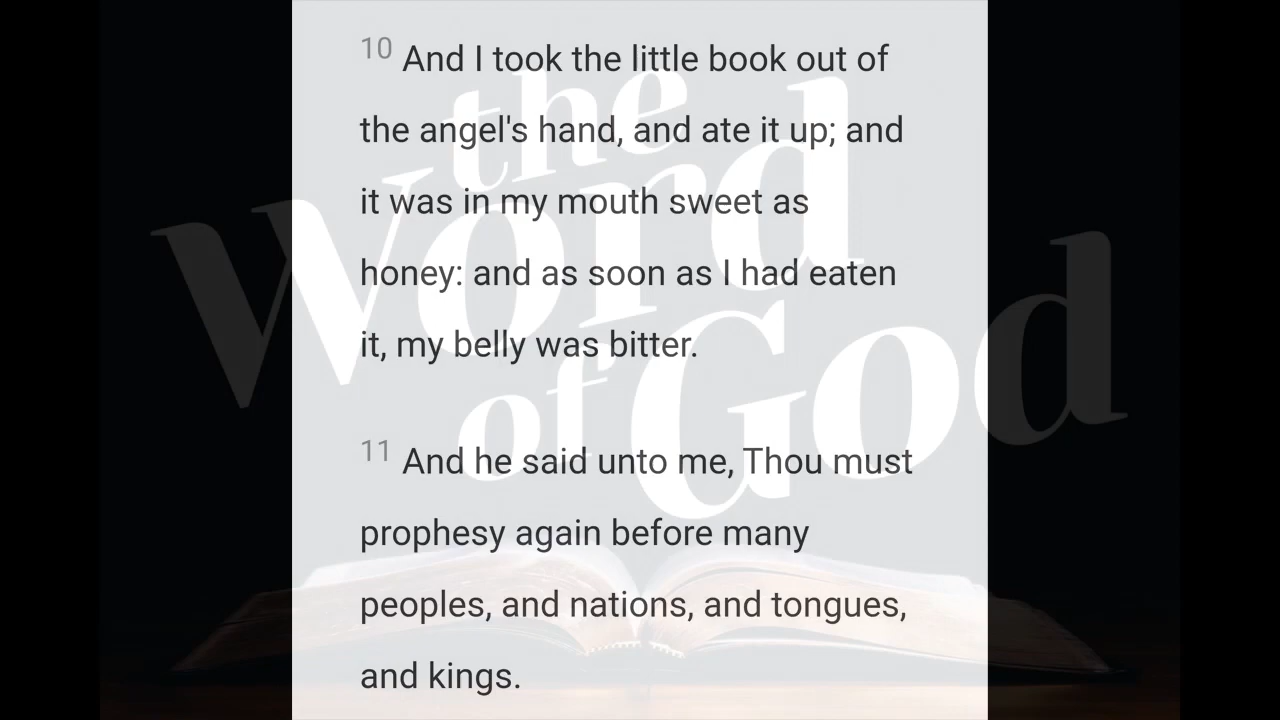 10 And I took the little book out of
the angel's hand, and ate it up; and
it was in my mouth sweet as
honey: and as soon as I had eaten
it, my belly was bitter.
11 And he said unto me, Thou must
prophesy again before many
peoples, and nations, and tongues,
and kings.
the
Word
of God